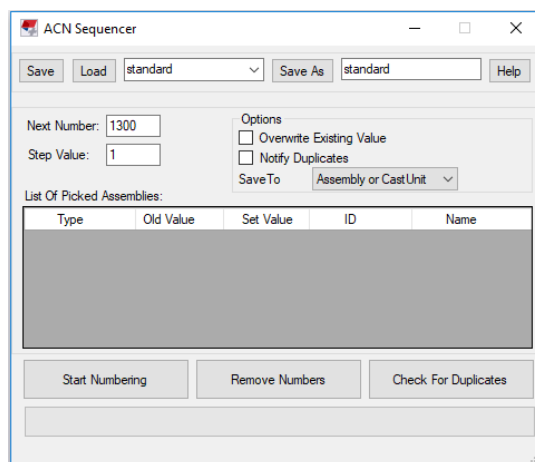 ACN Sequencer
Save Load standard Save As standard Help
Next Number: 1300
Step Value: 1
Options
Overwrite Existing Value
Notify Duplicates
SaveTo Assembly or CastUnit
List Of Picked Assemblies:
Type Old Value Set Value ID Name
Start Numbering Remove Numbers Check For Duplicates